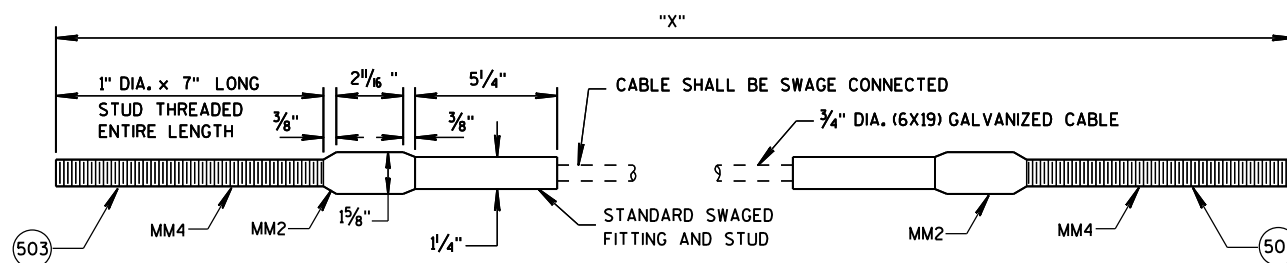 "X"
1" DIA. x 7" LONG
STUD THREADED
ENTIRE LENGTH
2 11/16 "
5 1/4"
3/8"
3/8"
CABLE SHALL BE SWAGE CONNECTED
3/4" DIA. (6X19) GALVANIZED CABLE
503
MM4
MM2
1 5/8"
1 1/4"
STANDARD SWAGED
FITTING AND STUD
MM2
MM4